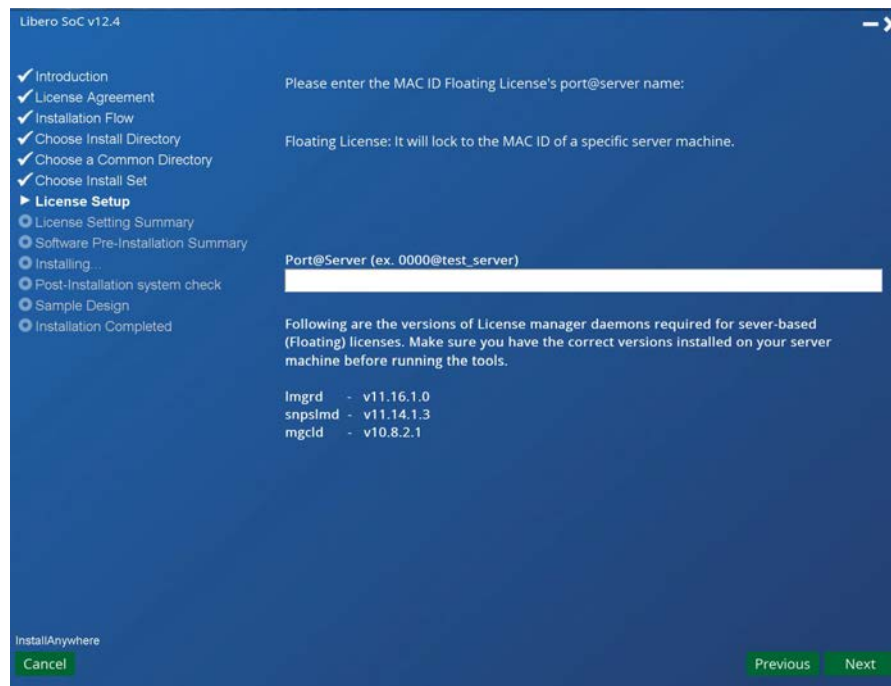 Libero SoC v12.4
Introduction
License Agreement
Installation Flow
Choose Install Directory
Choose a Common Directory
Choose Install Set
License Setup
License Setting Summary
Software Pre-Installation Summary
Installing...
Post-Installation system check
Sample Design
Installation Completed
Please enter the MAC ID Floating License's port@server name:
Floating License: It will lock to the MAC ID of a specific server machine.
Port@Server (ex. 0000@test_server)
Following are the versions of License manager daemons required for sever-based
(Floating) licenses. Make sure you have the correct versions installed on your server
machine before running the tools.
lmgrd - v11.16.1.0
snpslmd - v11.14.1.3
mgcld - v10.8.2.1
InstallAnywhere
Cancel
Previous
Next